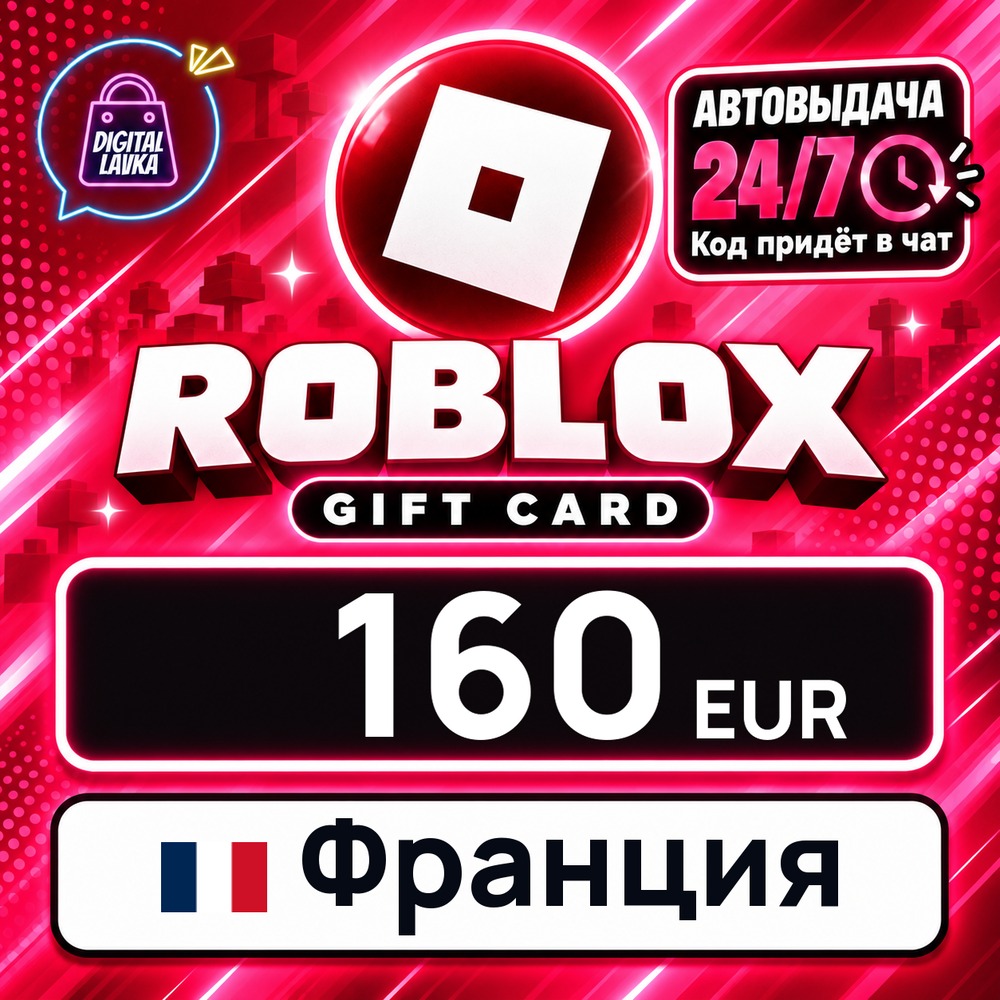 DIGITAL
LAVKA
АВТОВЫДАЧА
24/7
Код придёт в чат
ROBLOX
GIFT CARD
160 EUR
Франция